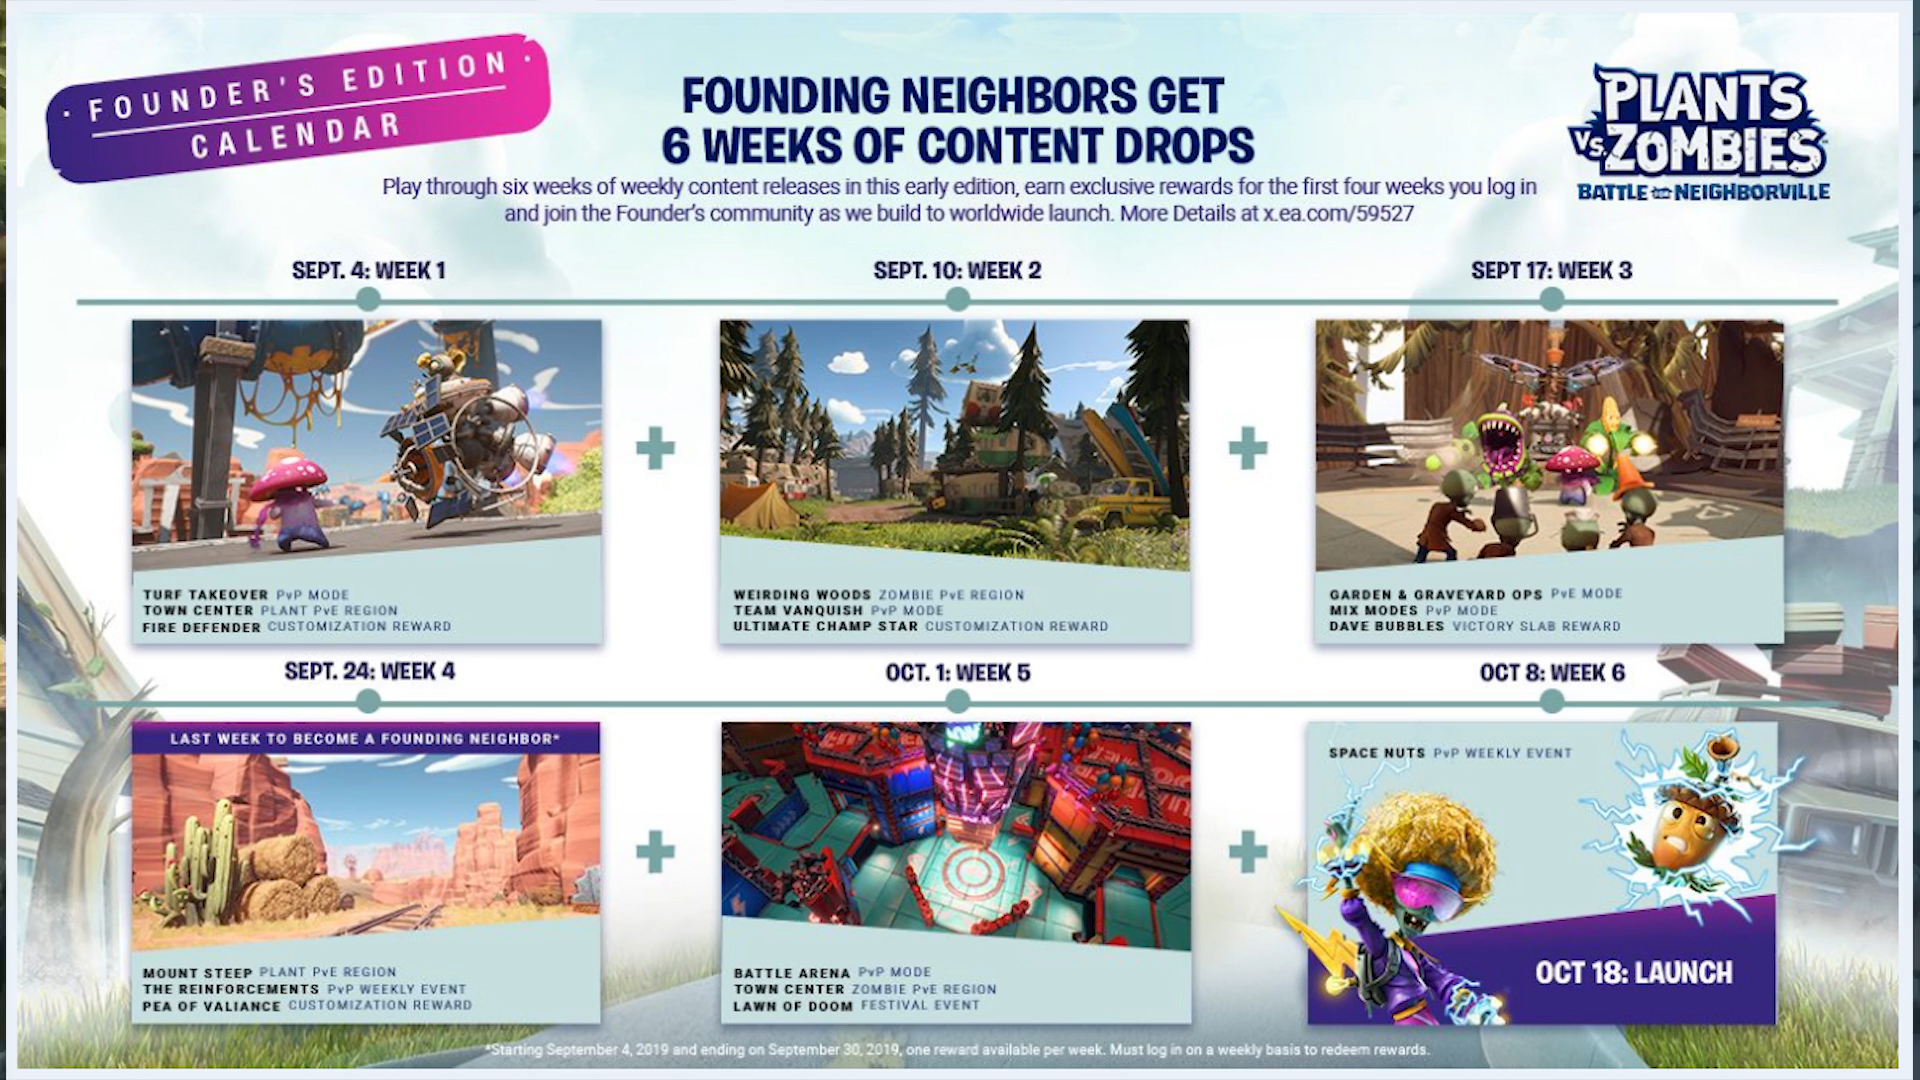 · FOUNDER'S EDITION ·
CALENDAR
FOUNDING NEIGHBORS GET
6 WEEKS OF CONTENT DROPS
Play through six weeks of weekly content releases in this early edition, earn exclusive rewards for the first four weeks you log in
and join the Founder's community as we build to worldwide launch. More Details at x.ea.com/59527
PLANTS
VS. ZOMBIES
BATTLE FOR NEIGHBORVILLE
SEPT. 4: WEEK 1
SEPT. 10: WEEK 2
SEPT 17: WEEK 3
TURF TAKEOVER PvP MODE
TOWN CENTER PLANT PvE REGION
FIRE DEFENDER CUSTOMIZATION REWARD
WEIRDING WOODS ZOMBIE PvE REGION
TEAM VANQUISH PvP MODE
ULTIMATE CHAMP STAR CUSTOMIZATION REWARD
GARDEN & GRAVEYARD OPS PvE MODE
MIX MODES PvP MODE
DAVE BUBBLES VICTORY SLAB REWARD
SEPT. 24: WEEK 4
OCT. 1: WEEK 5
OCT 8: WEEK 6
LAST WEEK TO BECOME A FOUNDING NEIGHBOR*
MOUNT STEEP PLANT PvE REGION
THE REINFORCEMENTS PvP WEEKLY EVENT
PEA OF VALIANCE CUSTOMIZATION REWARD
BATTLE ARENA PvP MODE
TOWN CENTER ZOMBIE PvE REGION
LAWN OF DOOM FESTIVAL EVENT
SPACE NUTS PvP WEEKLY EVENT
OCT 18: LAUNCH
*Starting September 4, 2019 and ending on September 30, 2019, one reward available per week. Must log in on a weekly basis to redeem rewards.